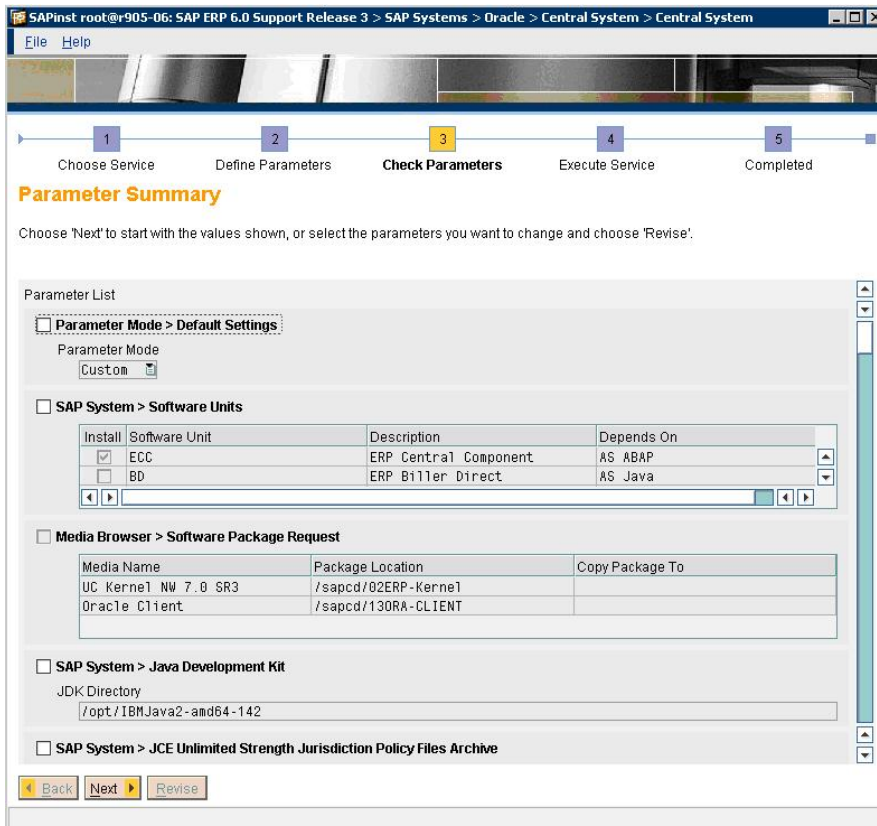 SAPinst root@r905-06: SAP ERP 6.0 Support Release 3 > SAP Systems > Oracle > Central System > Central System
File Help
1 2 3 4 5
Choose Service Define Parameters Check Parameters Execute Service Completed
Parameter Summary
Choose 'Next' to start with the values shown, or select the parameters you want to change and choose 'Revise'.
Parameter List
Parameter Mode > Default Settings
Parameter Mode
Custom
SAP System > Software Units
Install Software Unit Description Depends On
ECC ERP Central Component AS ABAP
BD ERP Biller Direct AS Java
Media Browser > Software Package Request
Media Name Package Location Copy Package To
UC Kernel NW 7.0 SR3 /sapcd/02ERP-Kernel
Oracle Client /sapcd/13ORA-CLIENT
SAP System > Java Development Kit
JDK Directory
/opt/IBMJava2-amd64-142
SAP System > JCE Unlimited Strength Jurisdiction Policy Files Archive
Back Next Revise